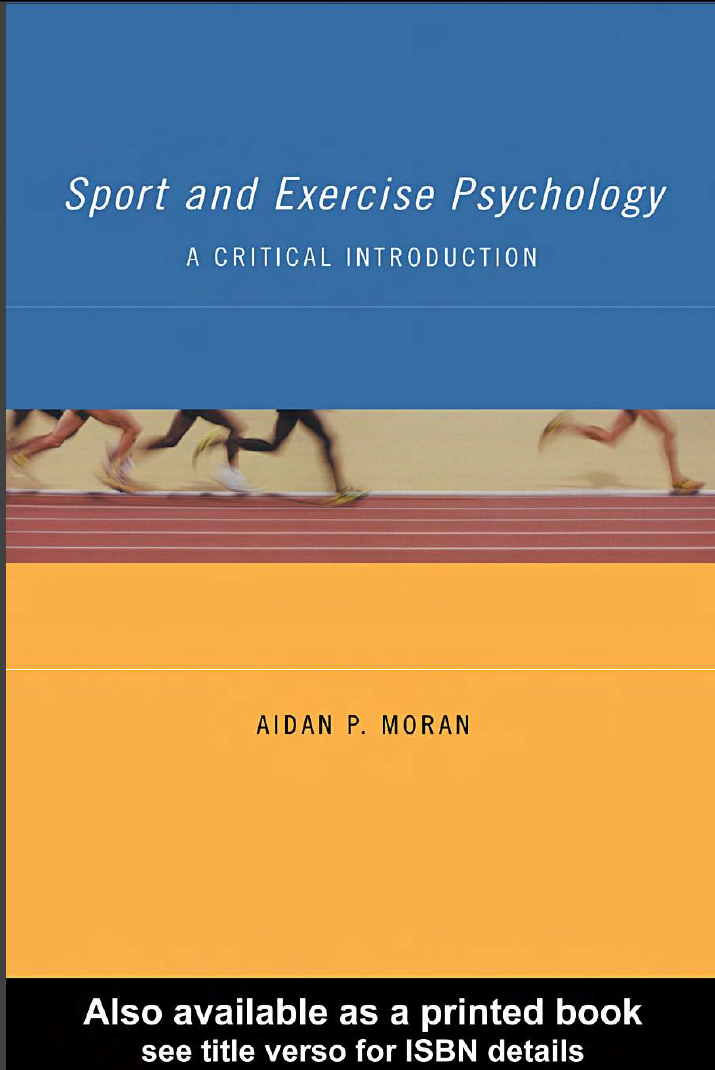 Sport and Exercise Psychology
A CRITICAL INTRODUCTION
AIDAN P. MORAN
Also available as a printed book
see title verso for ISBN details